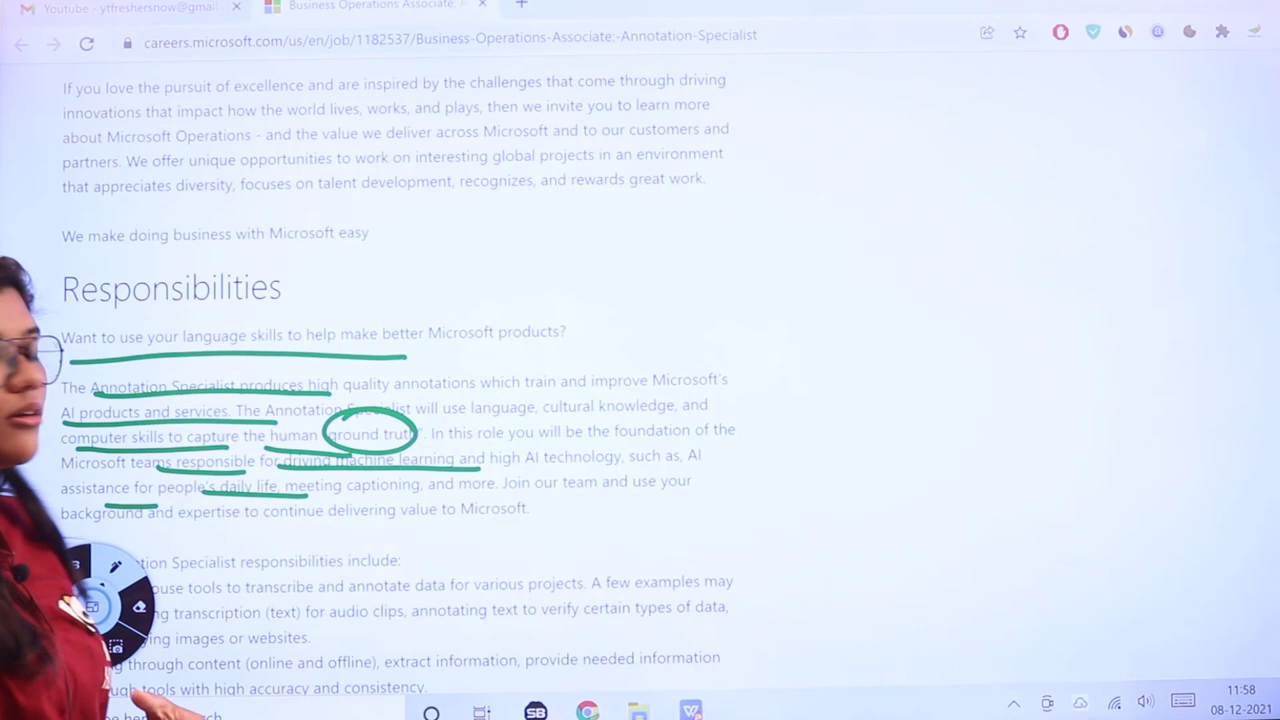 Youtube - ytfreshersnow@gmail
Business Operations Associate:
careers.microsoft.com/us/en/job/1182537/Business-Operations-Associate:-Annotation-Specialist
If you love the pursuit of excellence and are inspired by the challenges that come through driving
innovations that impact how the world lives, works, and plays, then we invite you to learn more
about Microsoft Operations - and the value we deliver across Microsoft and to our customers and
partners. We offer unique opportunities to work on interesting global projects in an environment
that appreciates diversity, focuses on talent development, recognizes, and rewards great work.
We make doing business with Microsoft easy
Responsibilities
Want to use your language skills to help make better Microsoft products?
The Annotation Specialist produces high quality annotations which train and improve Microsoft's
AI products and services. The Annotation Specialist will use language, cultural knowledge, and
computer skills to capture the human "ground truth". In this role you will be the foundation of the
Microsoft teams responsible for driving machine learning and high AI technology, such as, AI
assistance for people's daily life, meeting captioning, and more. Join our team and use your
background and expertise to continue delivering value to Microsoft.
tion Specialist responsibilities include:
ouse tools to transcribe and annotate data for various projects. A few examples may
ng transcription (text) for audio clips, annotating text to verify certain types of data,
ying images or websites.
g through content (online and offline), extract information, provide needed information
ugh tools with high accuracy and consistency.
SB
11:58
08-12-2021